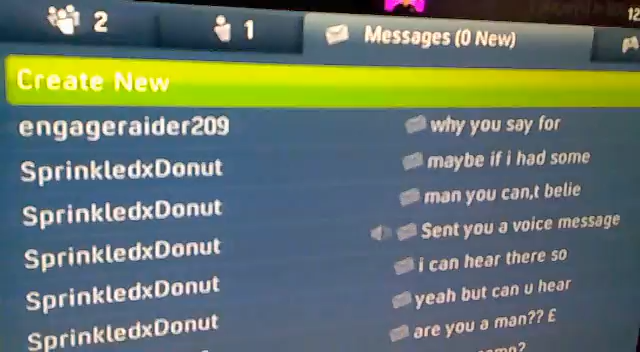 12
2
1
Messages (0 New)
Create New
engageraider209 why you say for
SprinkledxDonut maybe if i had some
SprinkledxDonut man you can,t belie
SprinkledxDonut Sent you a voice message
SprinkledxDonut i can hear there so
SprinkledxDonut yeah but can u hear
SprinkledxDonut are you a man?? £